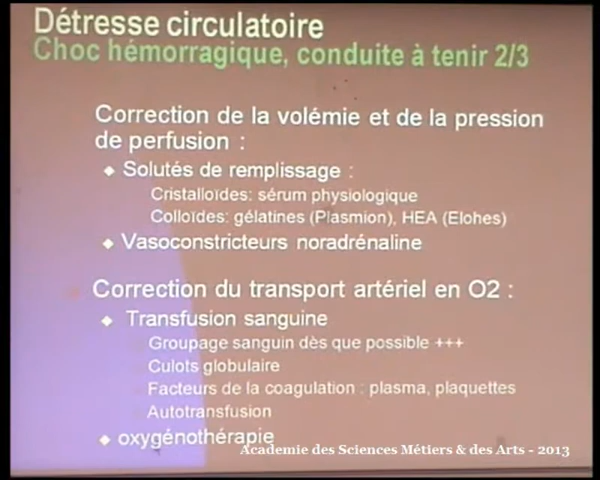 Détresse circulatoire
Choc hémorragique, conduite à tenir 2/3
Correction de la volémie et de la pression
de perfusion :
◆ Solutés de remplissage :
Cristalloïdes: sérum physiologique
Colloïdes: gélatines (Plasmion), HEA (Elohes)
◆ Vasoconstricteurs noradrénaline
Correction du transport artériel en O2 :
◆ Transfusion sanguine
Groupage sanguin dès que possible +++
Culots globulaire
Facteurs de la coagulation : plasma, plaquettes
Autotransfusion
◆ oxygénothérapie
Academie des Sciences Métiers & des Arts - 2013